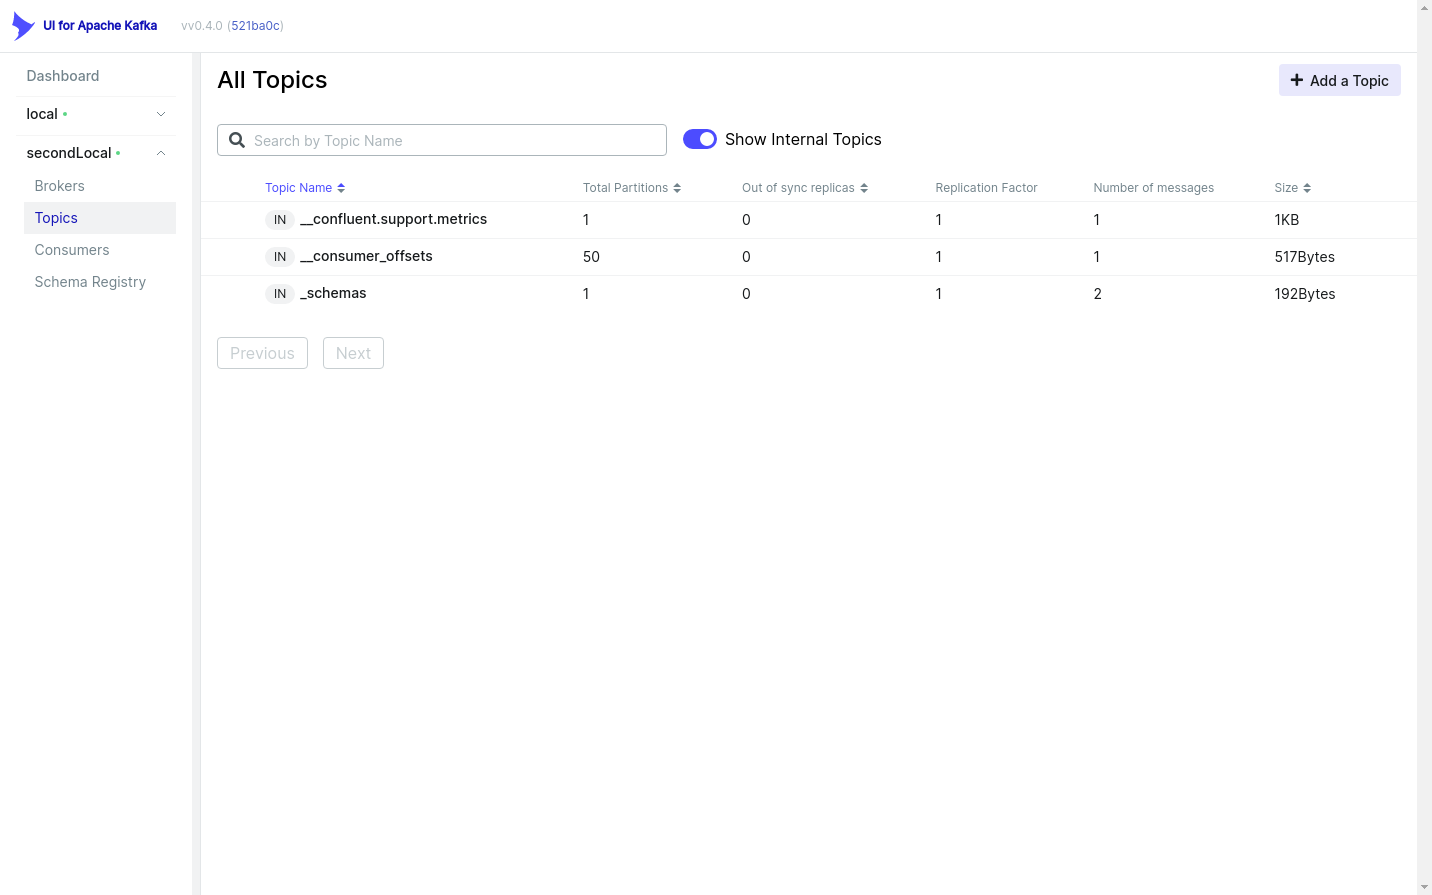 UI for Apache Kafka vv0.4.0 (521ba0c)
Dashboard
local
secondLocal
Brokers
Topics
Consumers
Schema Registry
All Topics
Add a Topic
Search by Topic Name
Show Internal Topics
Topic Name Total Partitions Out of sync replicas Replication Factor Number of messages Size
IN __confluent.support.metrics 1 0 1 1 1KB
IN __consumer_offsets 50 0 1 1 517Bytes
IN _schemas 1 0 1 2 192Bytes
Previous Next